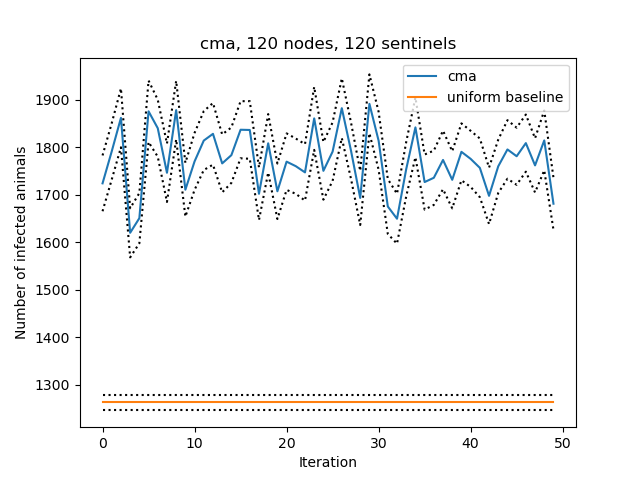 cma, 120 nodes, 120 sentinels
cma
uniform baseline
Number of infected animals
1900
1800
1700
1600
1500
1400
1300
0 10 20 30 40 50
Iteration